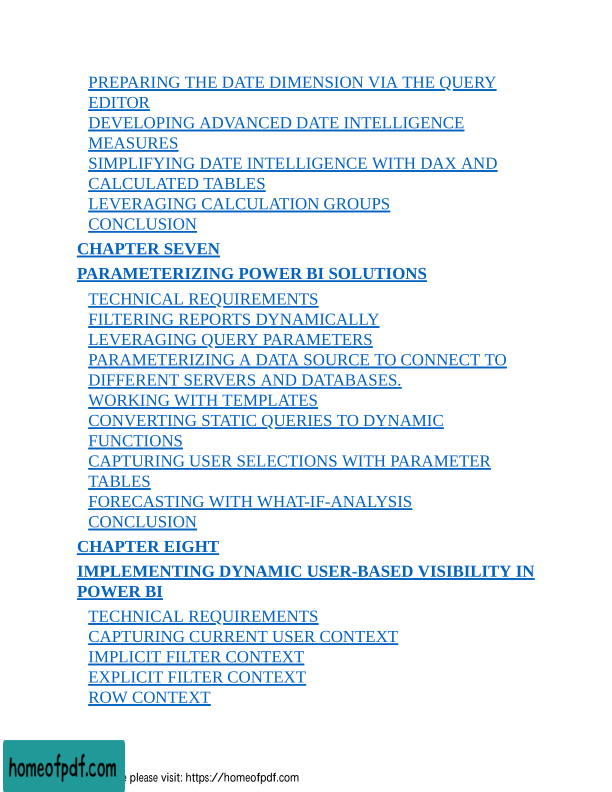 PREPARING THE DATE DIMENSION VIA THE QUERY
EDITOR
DEVELOPING ADVANCED DATE INTELLIGENCE
MEASURES
SIMPLIFYING DATE INTELLIGENCE WITH DAX AND
CALCULATED TABLES
LEVERAGING CALCULATION GROUPS
CONCLUSION
CHAPTER SEVEN
PARAMETERIZING POWER BI SOLUTIONS
TECHNICAL REQUIREMENTS
FILTERING REPORTS DYNAMICALLY
LEVERAGING QUERY PARAMETERS
PARAMETERIZING A DATA SOURCE TO CONNECT TO
DIFFERENT SERVERS AND DATABASES.
WORKING WITH TEMPLATES
CONVERTING STATIC QUERIES TO DYNAMIC
FUNCTIONS
CAPTURING USER SELECTIONS WITH PARAMETER
TABLES
FORECASTING WITH WHAT-IF-ANALYSIS
CONCLUSION
CHAPTER EIGHT
IMPLEMENTING DYNAMIC USER-BASED VISIBILITY IN
POWER BI
TECHNICAL REQUIREMENTS
CAPTURING CURRENT USER CONTEXT
IMPLICIT FILTER CONTEXT
EXPLICIT FILTER CONTEXT
ROW CONTEXT
homeofpdf.com
please visit: https://homeofpdf.com